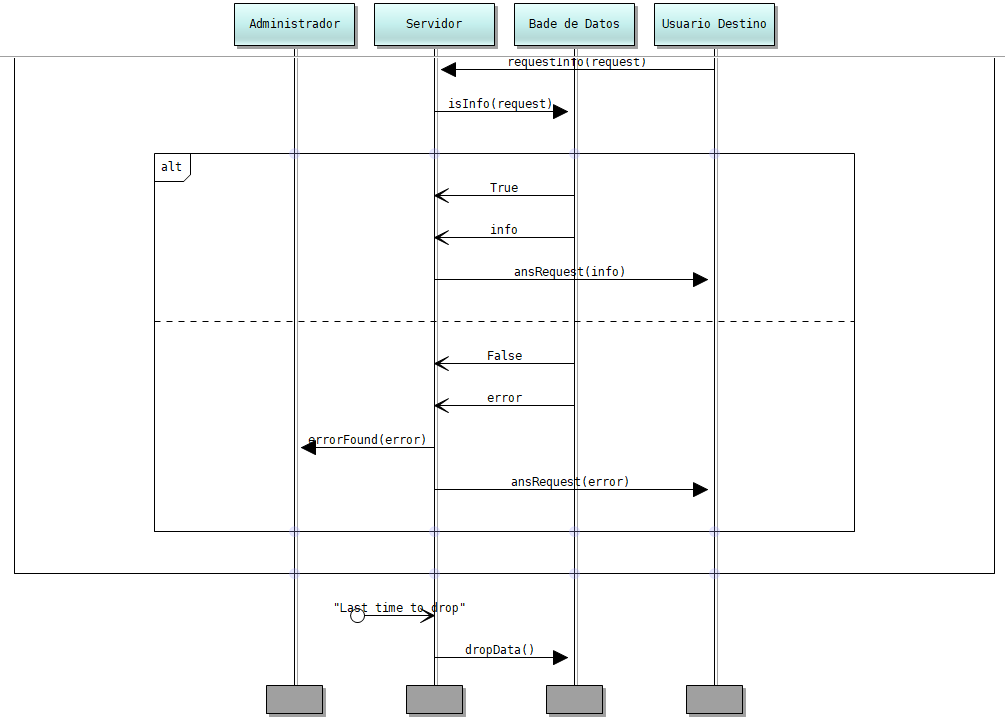 Administrador
Servidor
Bade de Datos
Usuario Destino
requestInfo(request)
isInfo(request)
alt
True
info
ansRequest(info)
False
error
errorFound(error)
ansRequest(error)
"Last time to drop"
dropData()